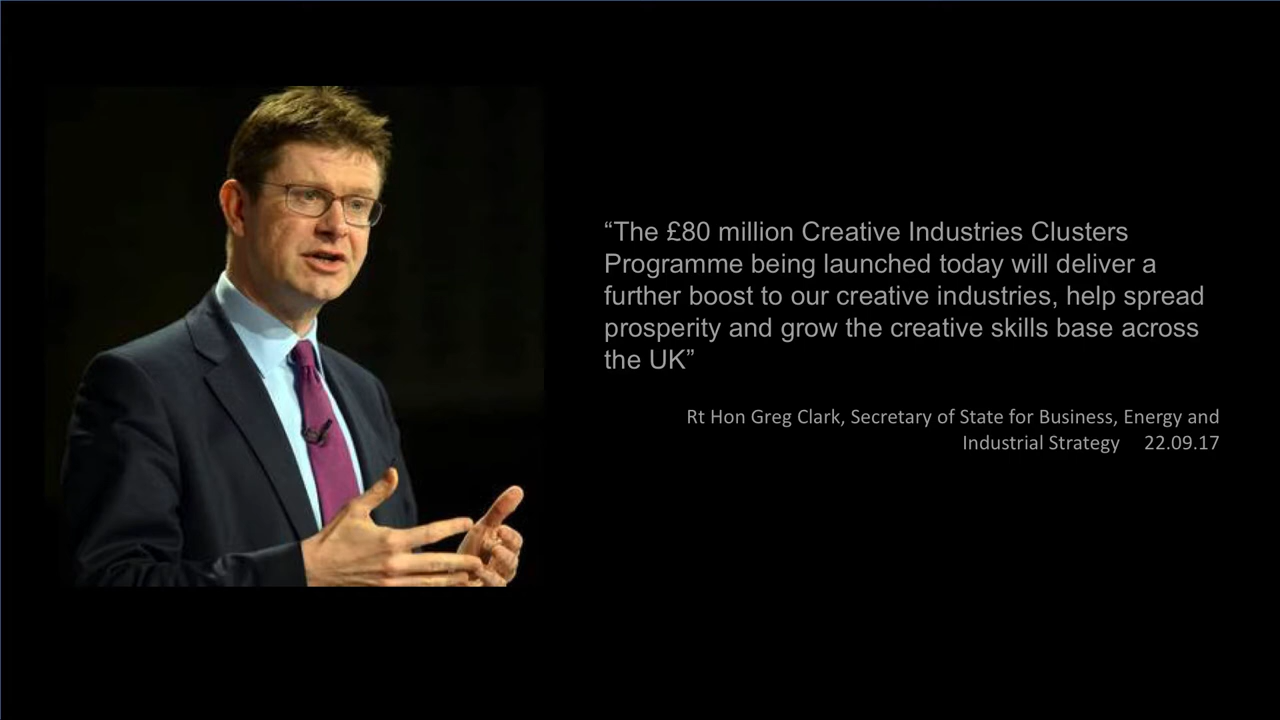 “The £80 million Creative Industries Clusters
Programme being launched today will deliver a
further boost to our creative industries, help spread
prosperity and grow the creative skills base across
the UK”
Rt Hon Greg Clark, Secretary of State for Business, Energy and
Industrial Strategy 22.09.17